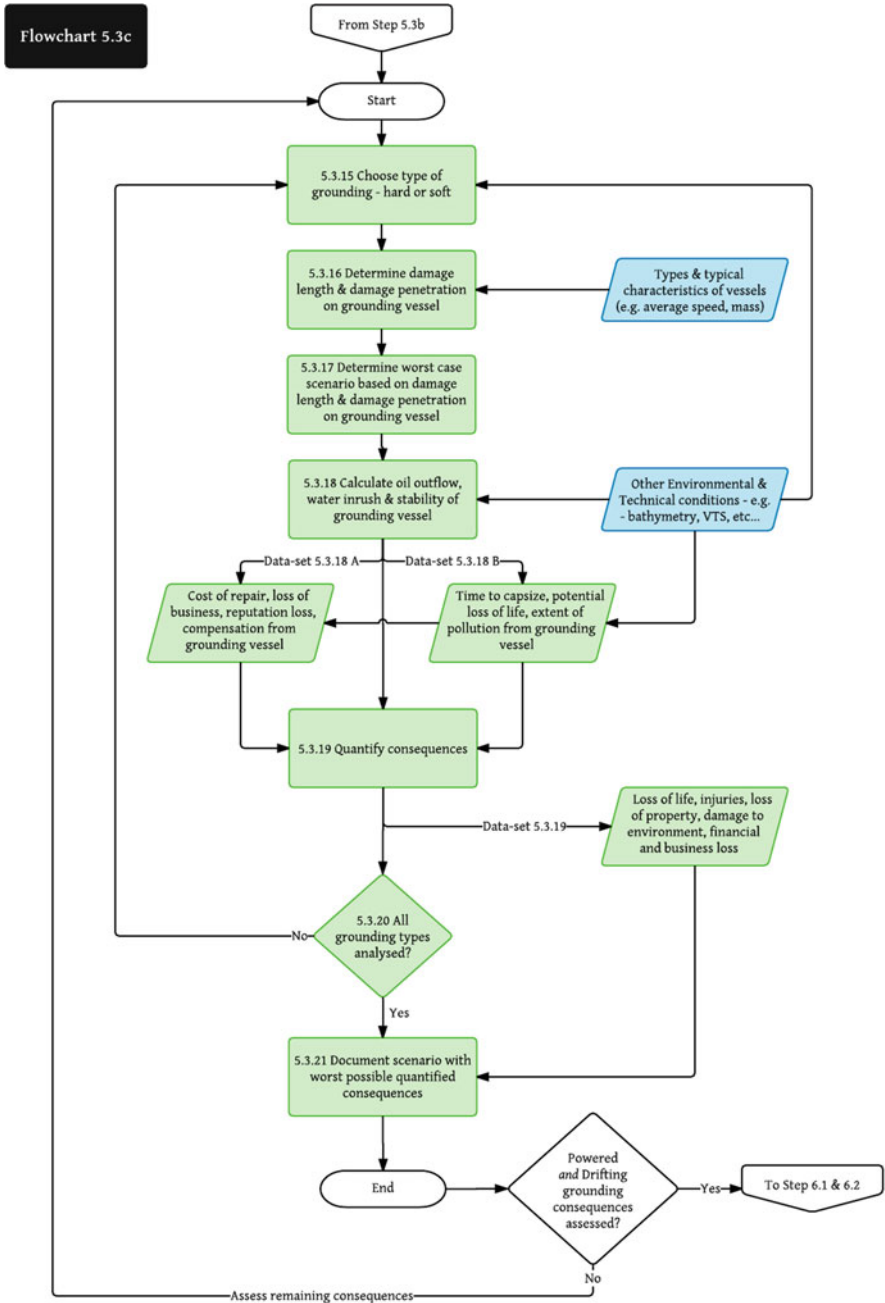 Flowchart 5.3c
From Step 5.3b
Start
5.3.15 Choose type of
grounding - hard or soft
5.3.16 Determine damage
length & damage penetration
on grounding vessel
Types & typical
characteristics of vessels
(e.g. average speed, mass)
5.3.17 Determine worst case
scenario based on damage
length & damage penetration
on grounding vessel
5.3.18 Calculate oil outflow,
water inrush & stability of
grounding vessel
Other Environmental &
Technical conditions - e.g.
- bathymetry, VTS, etc...
Data-set 5.3.18 A
Data-set 5.3.18 B
Cost of repair, loss of
business, reputation loss,
compensation from
grounding vessel
Time to capsize, potential
loss of life, extent of
pollution from grounding
vessel
5.3.19 Quantify consequences
Data-set 5.3.19
Loss of life, injuries, loss
of property, damage to
environment, financial
and business loss
5.3.20 All
grounding types
analysed?
No
Yes
5.3.21 Document scenario with
worst possible quantified
consequences
End
Powered
and Drifting
grounding
consequences
assessed?
Yes
To Step 6.1 & 6.2
No
Assess remaining consequences